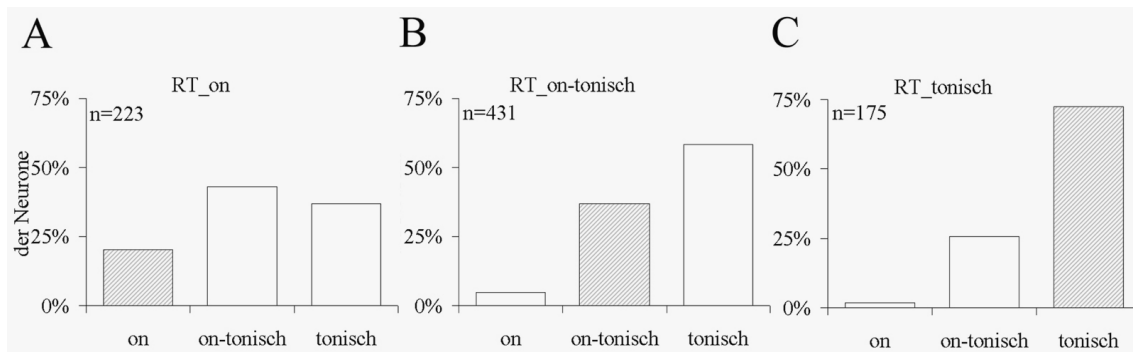 A
RT_on
75%
n=223
50%
25%
0%
der Neurone
on
on-tonisch
tonisch
B
RT_on-tonisch
75%
n=431
50%
25%
0%
on
on-tonisch
tonisch
C
RT_tonisch
75%
n=175
50%
25%
0%
on
on-tonisch
tonisch